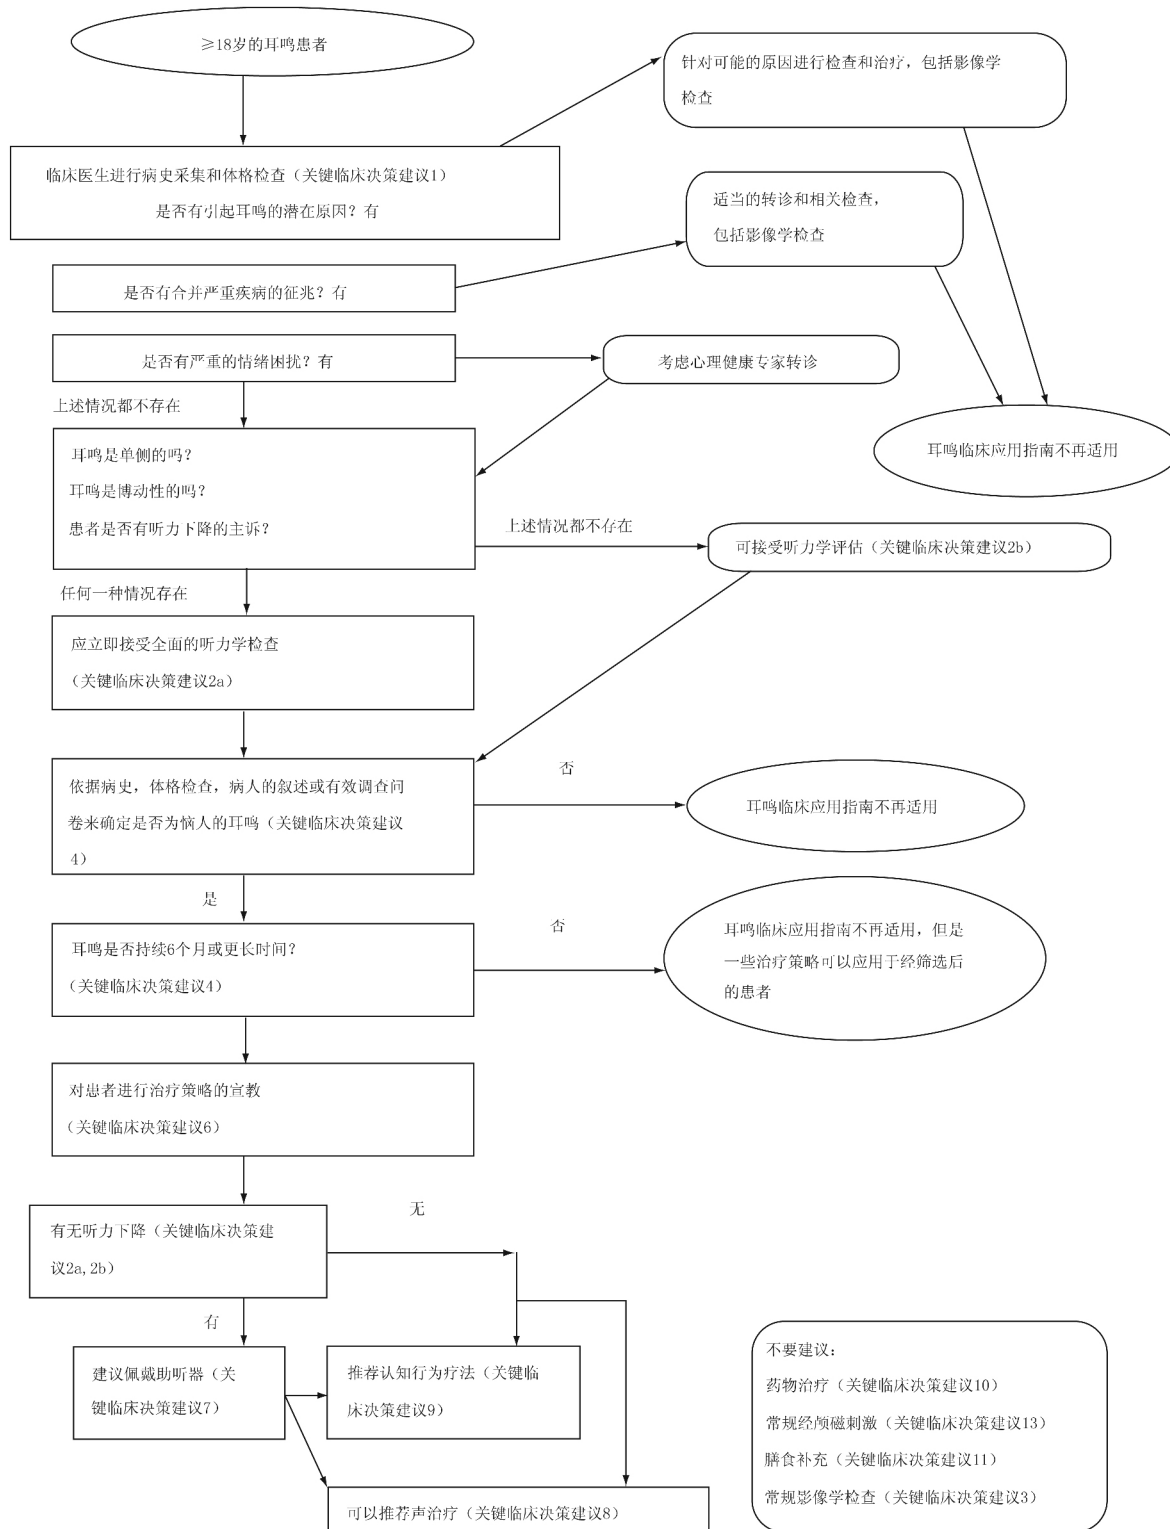 ≥18岁的耳鸣患者
针对可能的原因进行检查和治疗，包括影像学
检查
临床医生进行病史采集和体格检查（关键临床决策建议1）
是否有引起耳鸣的潜在原因？有
适当的转诊和相关检查，
包括影像学检查
是否有合并严重疾病的征兆？有
是否有严重的情绪困扰？有
考虑心理健康专家转诊
上述情况都不存在
耳鸣临床应用指南不再适用
耳鸣是单侧的吗？
耳鸣是博动性的吗？
患者是否有听力下降的主诉？
上述情况都不存在
可接受听力学评估（关键临床决策建议2b）
任何一种情况存在
应立即接受全面的听力学检查
（关键临床决策建议2a）
依据病史，体格检查，病人的叙述或有效调查问
卷来确定是否为恼人的耳鸣（关键临床决策建议
4）
否
耳鸣临床应用指南不再适用
是
耳鸣是否持续6个月或更长时间？
（关键临床决策建议4）
否
耳鸣临床应用指南不再适用，但是
一些治疗策略可以应用于经筛选后
的患者
对患者进行治疗策略的宣教
（关键临床决策建议6）
有无听力下降（关键临床决策建
议2a,2b）
无
有
建议佩戴助听器（关
键临床决策建议7）
推荐认知行为疗法（关键临
床决策建议9）
可以推荐声治疗（关键临床决策建议8）
不要建议：
药物治疗（关键临床决策建议10）
常规经颅磁刺激（关键临床决策建议13）
膳食补充（关键临床决策建议11）
常规影像学检查（关键临床决策建议3）